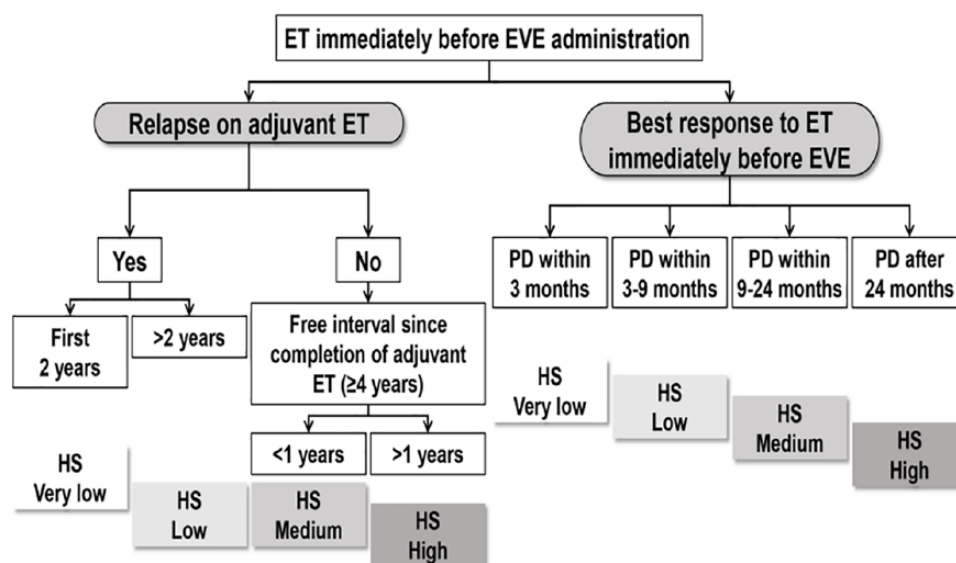 ET immediately before EVE administration
Relapse on adjuvant ET
Best response to ET
immediately before EVE
Yes
No
First
2 years
>2 years
Free interval since
completion of adjuvant
ET (≥4 years)
<1 years
>1 years
HS
Very low
HS
Low
HS
Medium
HS
High
PD within
3 months
PD within
3-9 months
PD within
9-24 months
PD after
24 months
HS
Very low
HS
Low
HS
Medium
HS
High